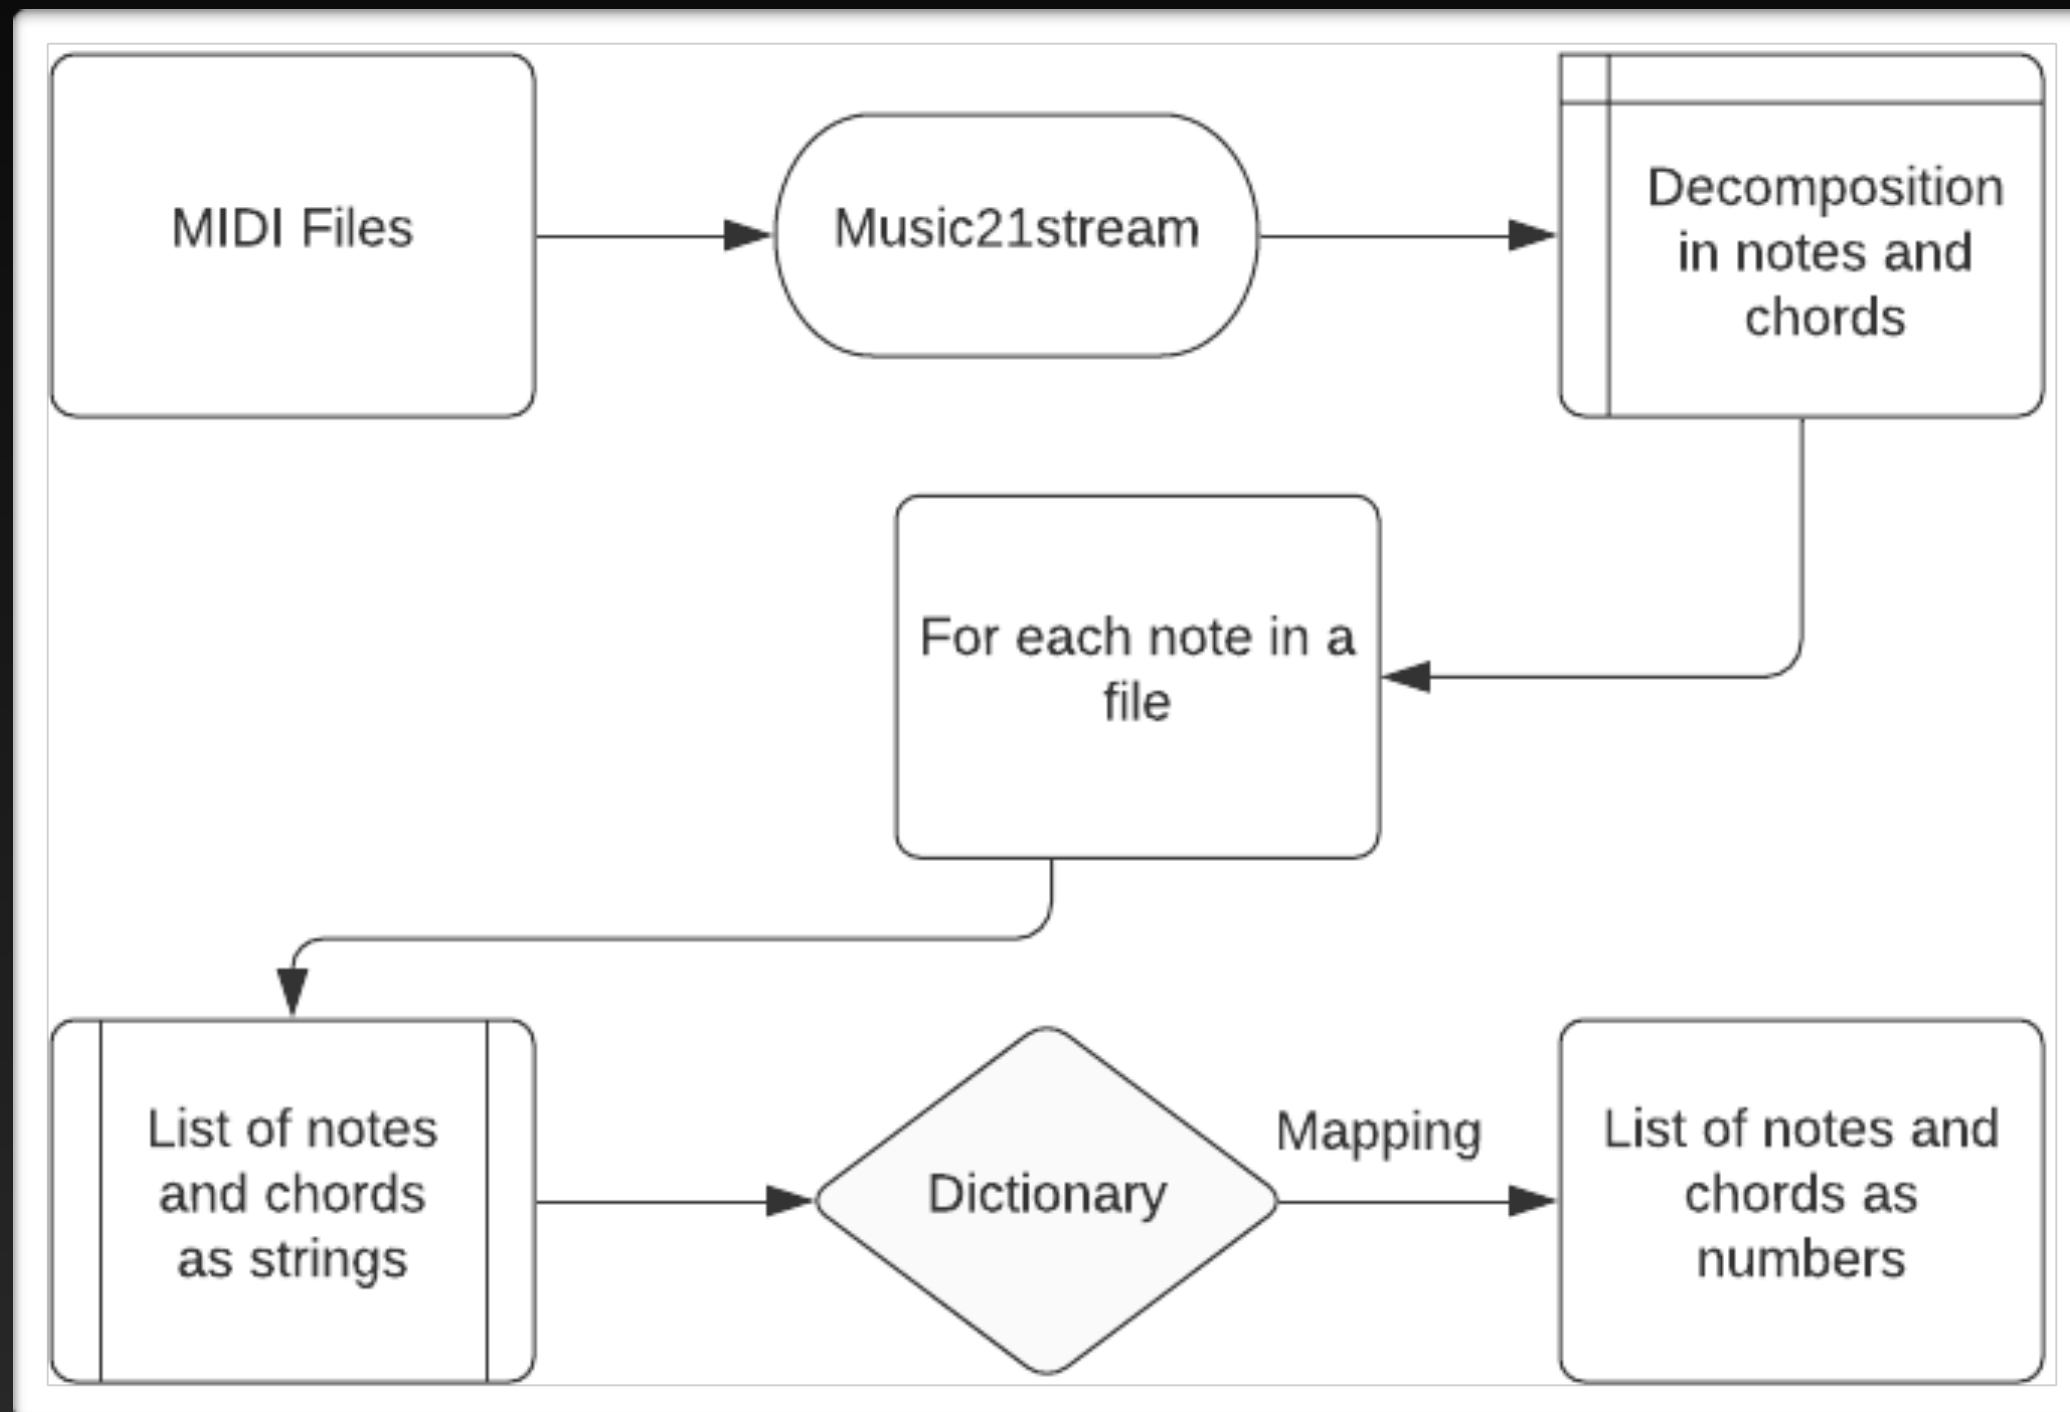 MIDI Files
Music21stream
Decomposition
in notes and
chords
For each note in a
file
List of notes
and chords
as strings
Dictionary
Mapping
List of notes and
chords as
numbers